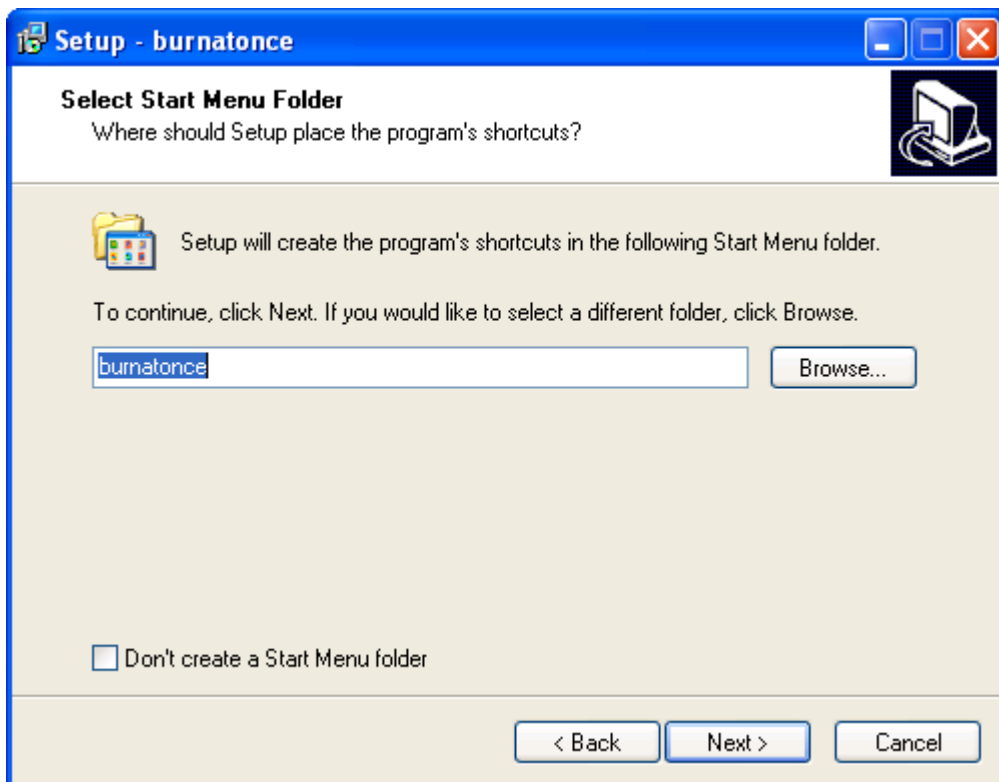 Setup - burnatonce
Select Start Menu Folder
Where should Setup place the program's shortcuts?
Setup will create the program's shortcuts in the following Start Menu folder.
To continue, click Next. If you would like to select a different folder, click Browse.
burnatonce
Browse...
Don't create a Start Menu folder
< Back
Next >
Cancel